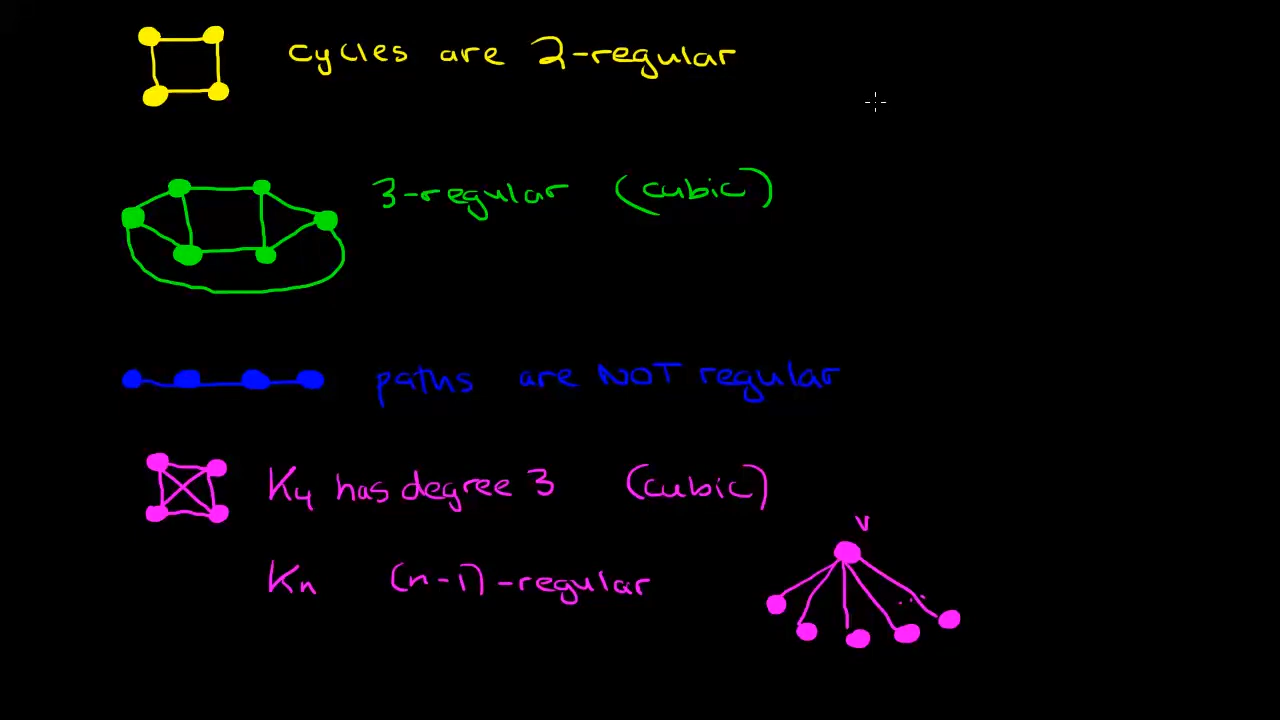 cycles are 2-regular
3-regular (cubic)
paths are NOT regular
K4 has degree 3 (cubic)
v
Kn (n-1)-regular